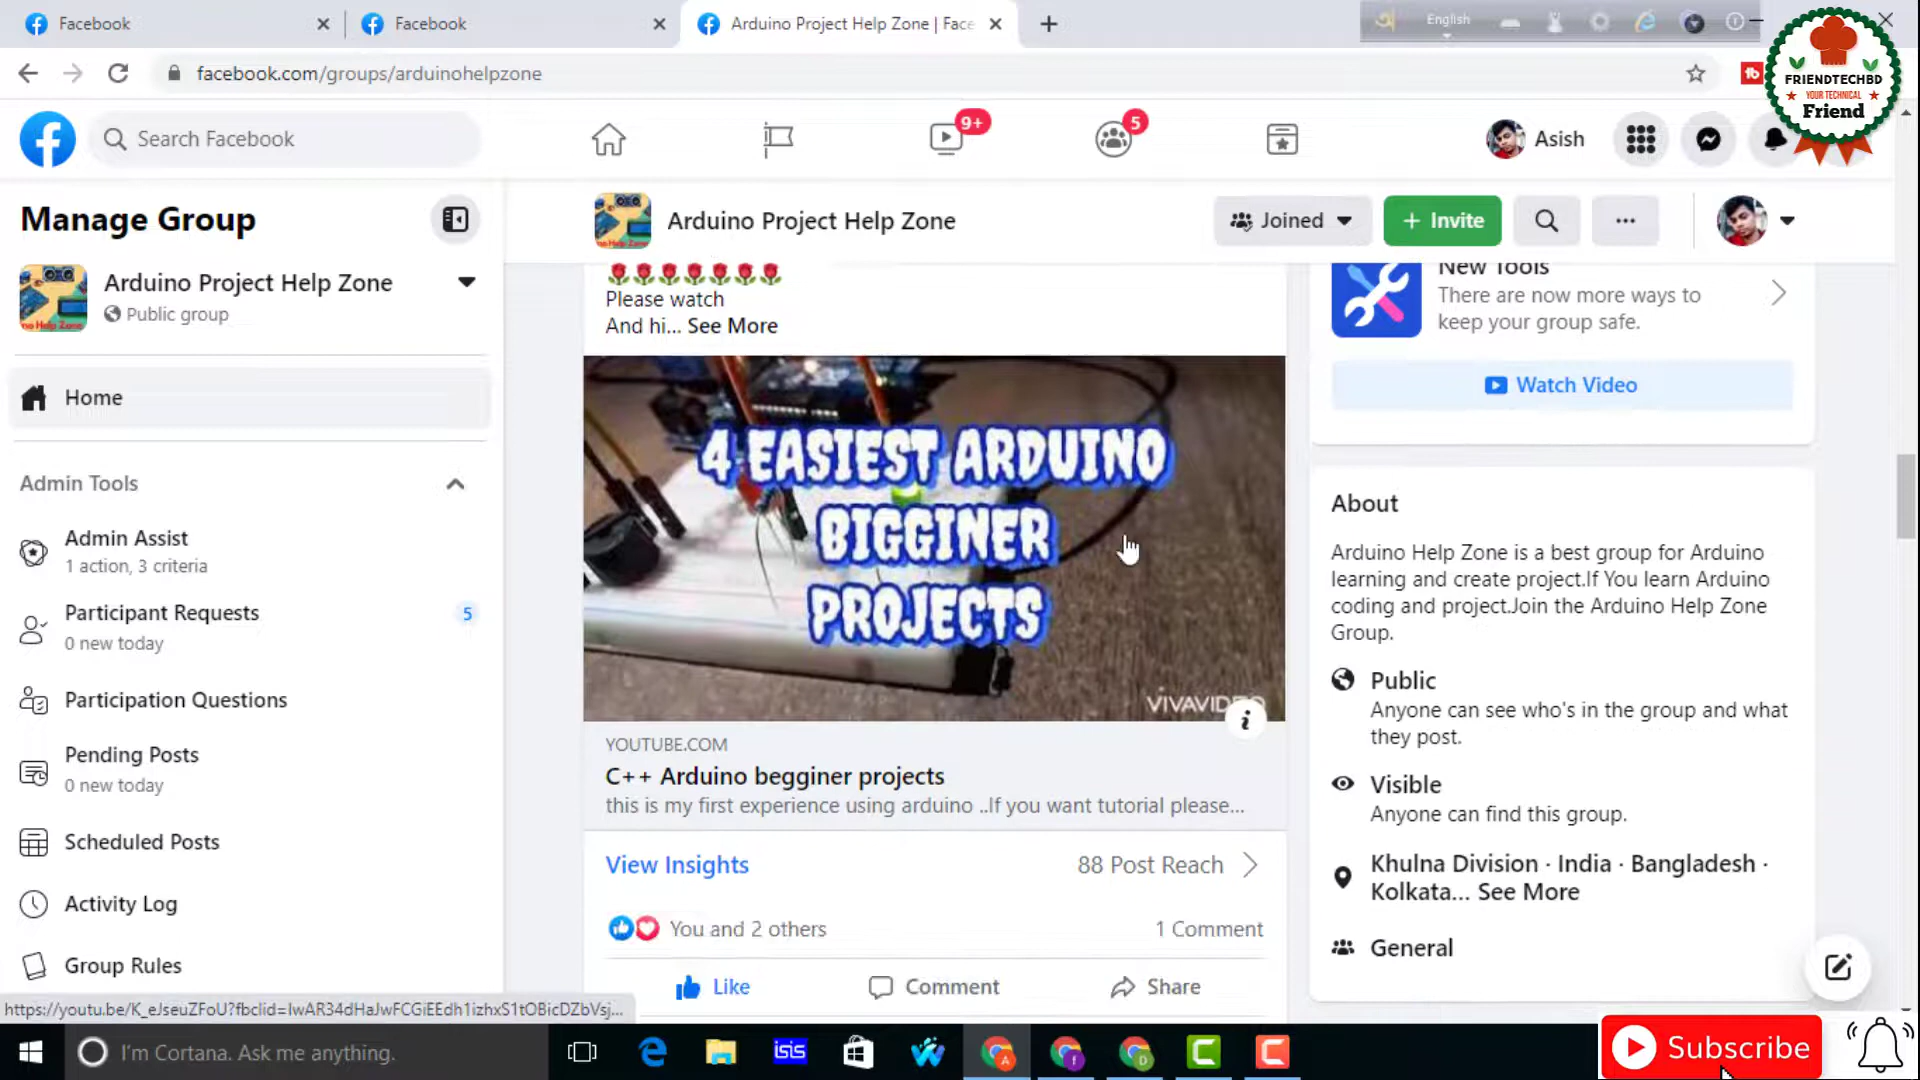 Facebook
Facebook
Arduino Project Help Zone | Face
English
facebook.com/groups/arduinohelpzone
FRIENDTECHBD
YOUR TECHNICAL
Friend
Search Facebook
9+
5
Asish
Manage Group
Arduino Project Help Zone
Joined
+ Invite
Arduino Project Help Zone
Public group
Home
Admin Tools
Admin Assist
1 action, 3 criteria
Participant Requests
5
0 new today
Participation Questions
Pending Posts
0 new today
Scheduled Posts
Activity Log
Group Rules
Please watch
And hi... See More
4 EASIEST ARDUINO
BIGGINER
PROJECTS
VIVAVIDEO
YOUTUBE.COM
C++ Arduino begginer projects
this is my first experience using arduino ..If you want tutorial please...
View Insights
88 Post Reach
You and 2 others
1 Comment
Like
Comment
Share
New Tools
There are now more ways to
keep your group safe.
Watch Video
About
Arduino Help Zone is a best group for Arduino
learning and create project.If You learn Arduino
coding and project.Join the Arduino Help Zone
Group.
Public
Anyone can see who's in the group and what
they post.
Visible
Anyone can find this group.
Khulna Division · India · Bangladesh ·
Kolkata... See More
General
https://youtu.be/K_eJseuZFoU?fbclid=IwAR34dHaJwFCGiEEdh1izhxS1tOBicDZbVsj...
I'm Cortana. Ask me anything.
isis
Subscribe